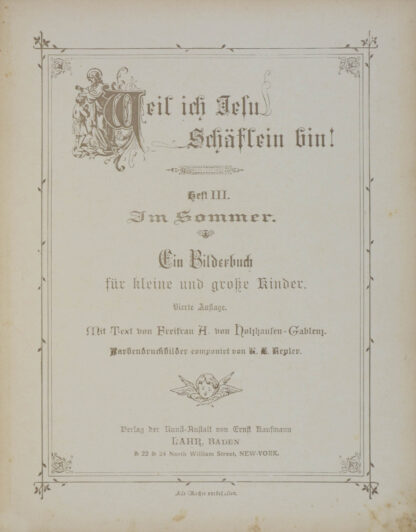 Weil ich Jesu
Schäflein bin!
Heft III.
Im Sommer.
Ein Bilderbuch
für kleine und große Kinder.
Vierte Auflage.
Mit Text von Freifrau A. von Holzhausen-Gablenz.
Farbendruckbilder componirt von K. L. Kepler.
Verlag der Kunst-Anstalt von Ernst Kaufmann
LAHR, BADEN
& 22 & 24 North William Street, NEW-YORK.
Alle Rechte vorbehalten.